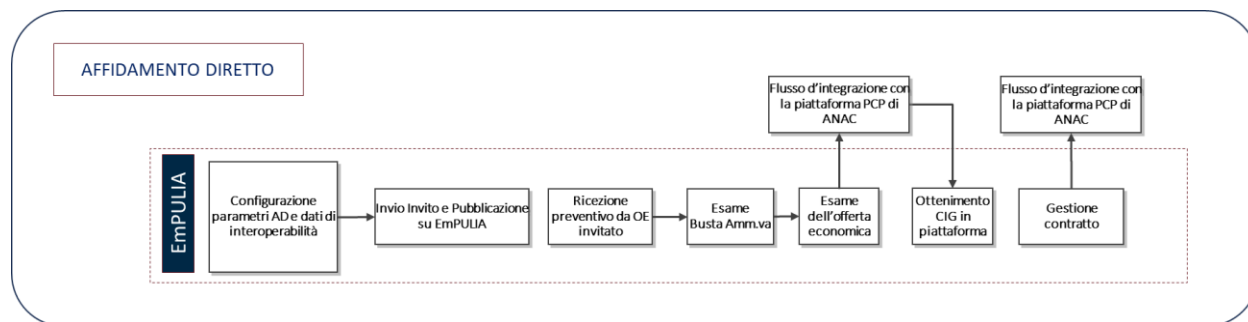 AFFIDAMENTO DIRETTO
Flusso d'integrazione con
la piattaforma PCP di
ANAC
Flusso d'integrazione con
la piattaforma PCP di
ANAC
EmPULIA
Configurazione
parametri AD e dati di
interoperabilità
Invio Invito e Pubblicazione
su EmPULIA
Ricezione
preventivo da OE
invitato
Esame
Busta Amm.va
Esame
dell'offerta
economica
Ottenimento
CIG in
piattaforma
Gestione
contratto